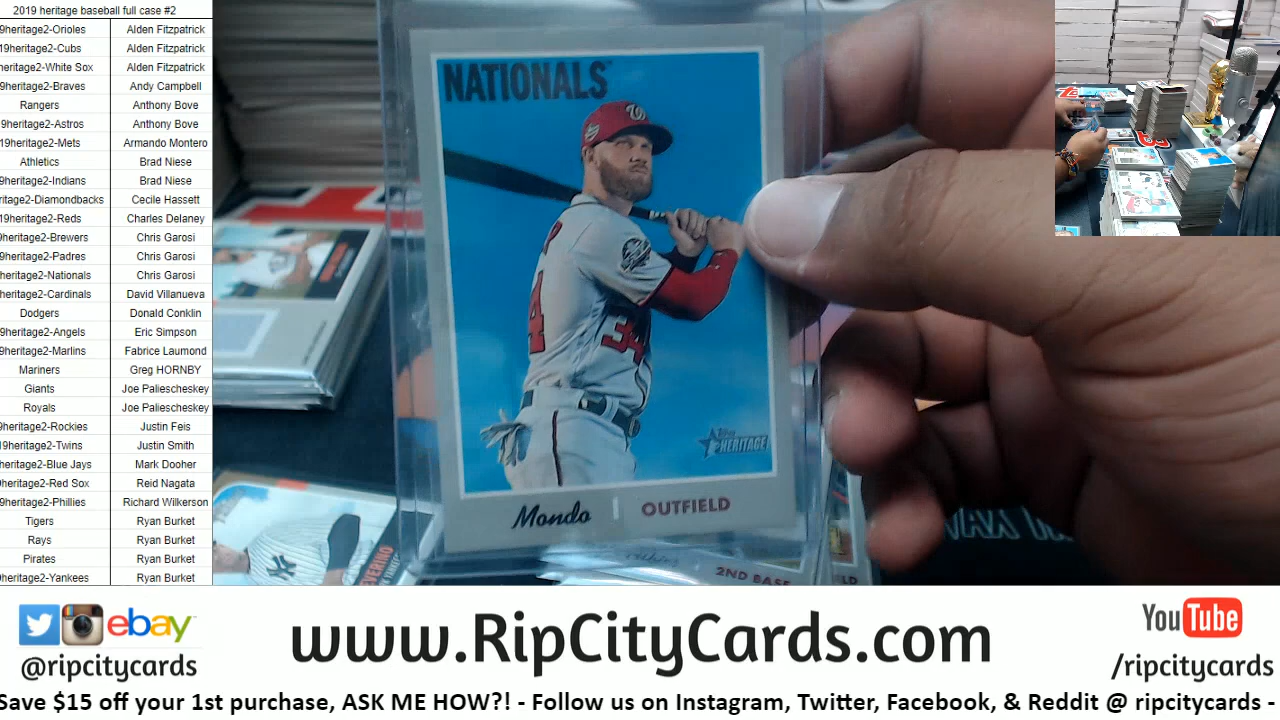 2019 heritage baseball full case #2
9heritage2-Orioles Alden Fitzpatrick
19heritage2-Cubs Alden Fitzpatrick
heritage2-White Sox Alden Fitzpatrick
9heritage2-Braves Andy Campbell
Rangers Anthony Bove
9heritage2-Astros Anthony Bove
19heritage2-Mets Armando Montero
Athletics Brad Niese
9heritage2-Indians Brad Niese
ritage2-Diamondbacks Cecile Hassett
19heritage2-Reds Charles Delaney
heritage2-Brewers Chris Garosi
9heritage2-Padres Chris Garosi
heritage2-Nationals Chris Garosi
heritage2-Cardinals David Villanueva
Dodgers Donald Conklin
9heritage2-Angels Eric Simpson
9heritage2-Marlins Fabrice Laumond
Mariners Greg HORNBY
Giants Joe Paliescheskey
Royals Joe Paliescheskey
9heritage2-Rockies Justin Feis
19heritage2-Twins Justin Smith
heritage2-Blue Jays Mark Dooher
heritage2-Red Sox Reid Nagata
9heritage2-Phillies Richard Wilkerson
Tigers Ryan Burket
Rays Ryan Burket
Pirates Ryan Burket
9heritage2-Yankees Ryan Burket
NATIONALS
W
34
4
Topps
HERITAGE
Mondo OUTFIELD
2ND BASE
ELD
EVERINO
ebay
@ripcitycards
www.RipCityCards.com
YouTube
/ripcitycards
Save $15 off your 1st purchase, ASK ME HOW?! - Follow us on Instagram, Twitter, Facebook, & Reddit @ ripcitycards -